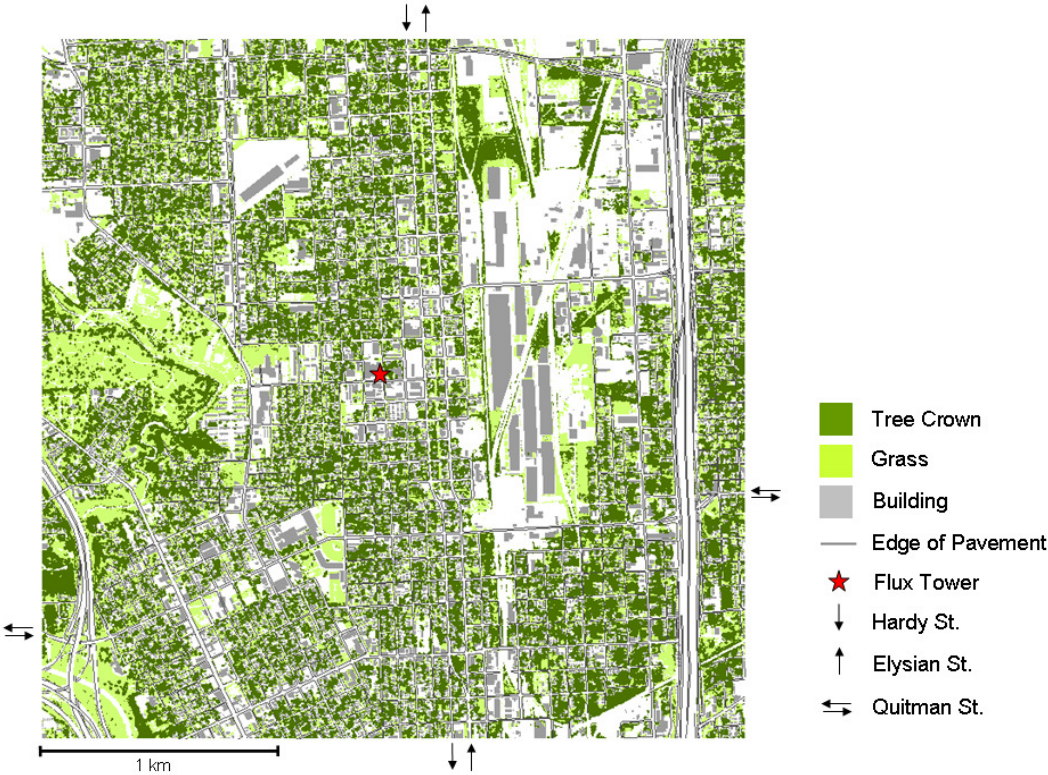 Tree Crown
Grass
Building
Edge of Pavement
Flux Tower
Hardy St.
Elysian St.
Quitman St.
1 km